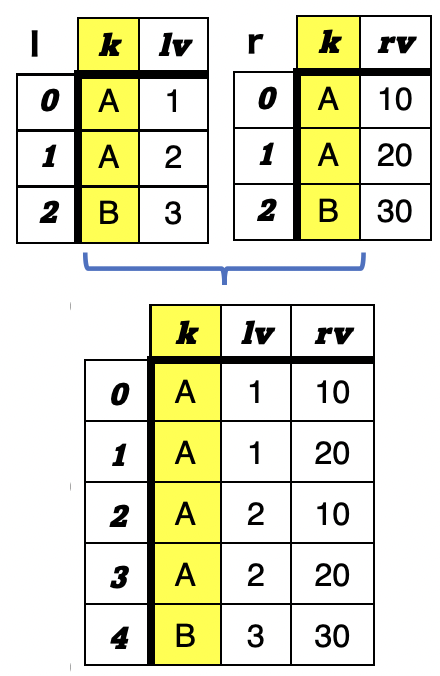 l k lv r k rv
0 A 1 0 A 10
1 A 2 1 A 20
2 B 3 2 B 30
k lv rv
0 A 1 10
1 A 1 20
2 A 2 10
3 A 2 20
4 B 3 30